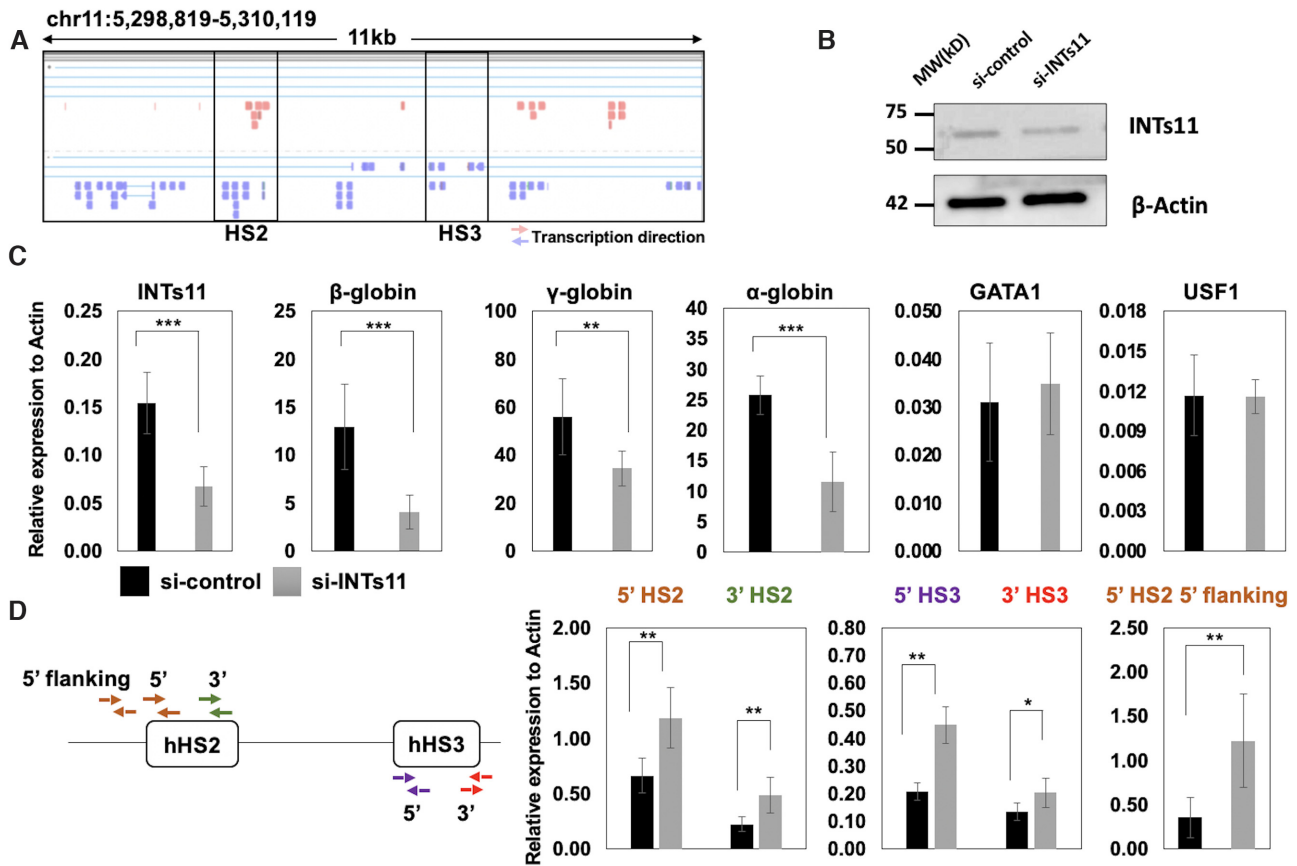 chr11:5,298,819-5,310,119
A
11kb
HS2
HS3
Transcription direction
B
MW(kD)
si-control
si-INTs11
75
50
INTs11
42
β-Actin
C
Relative expression to Actin
INTs11
0.25
0.20
0.15
0.10
0.05
0.00
***
β-globin
25
20
15
10
5
0
***
γ-globin
100
80
60
40
20
0
**
α-globin
40
35
30
25
20
15
10
5
0
***
GATA1
0.050
0.040
0.030
0.020
0.010
0.000
USF1
0.018
0.015
0.012
0.009
0.006
0.003
0.000
si-control
si-INTs11
D
5' flanking
5'
3'
hHS2
hHS3
5'
3'
Relative expression to Actin
5' HS2
3' HS2
2.00
1.50
1.00
0.50
0.00
**
**
5' HS3
3' HS3
0.80
0.70
0.60
0.50
0.40
0.30
0.20
0.10
0.00
**
*
5' HS2 5' flanking
2.50
2.00
1.50
1.00
0.50
0.00
**